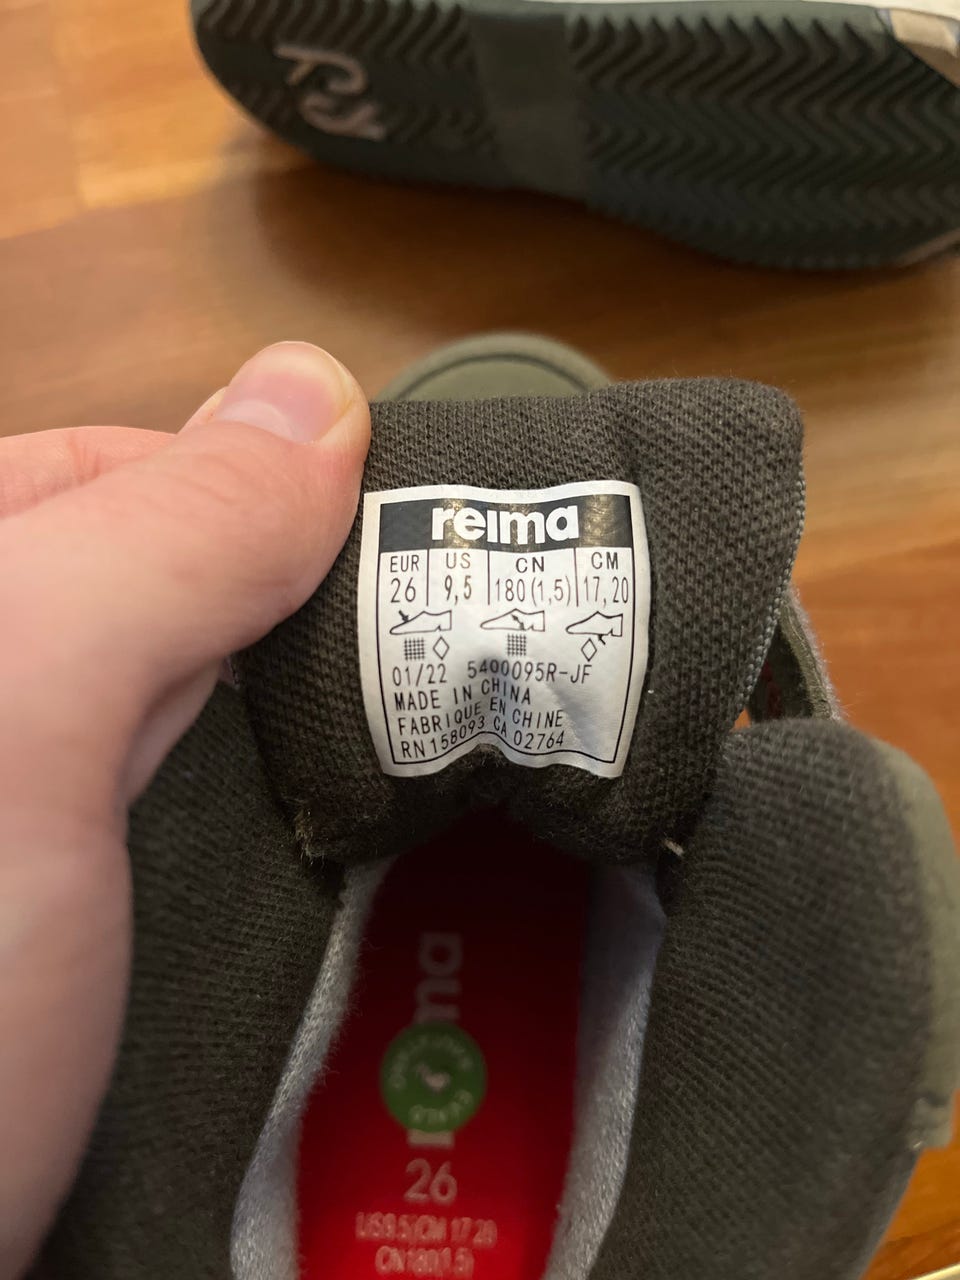 reima
EUR US CN CM
26 9,5 180(1,5) 17,20
01/22 5400095R-JF
MADE IN CHINA
FABRIQUE EN CHINE
RN 158093 CA 02764
ma
26
US9.5|CM 17.20
CN180(1.5)